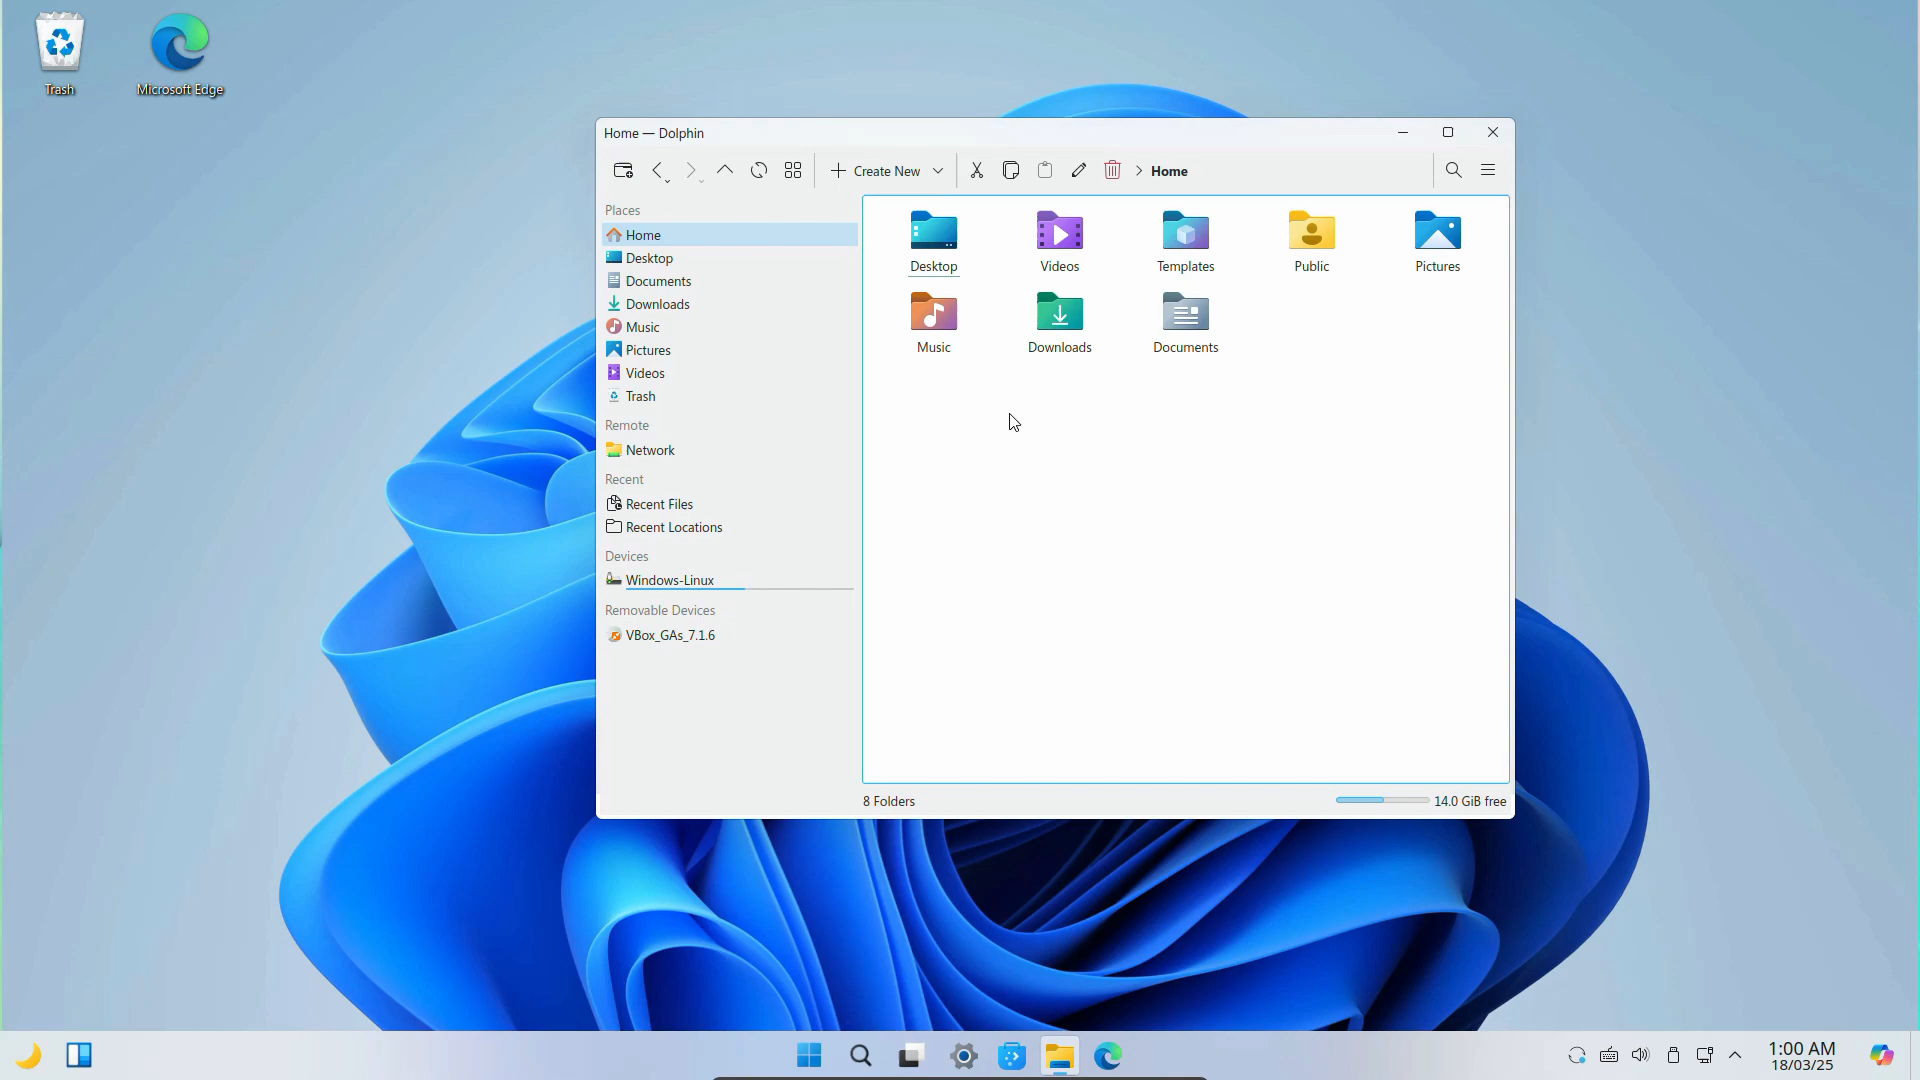 Trash
Microsoft Edge
Home — Dolphin
Create New
Home
Places
Home
Desktop
Documents
Downloads
Music
Pictures
Videos
Trash
Remote
Network
Recent
Recent Files
Recent Locations
Devices
Windows-Linux
Removable Devices
VBox_GAs_7.1.6
Desktop
Videos
Templates
Public
Pictures
Music
Downloads
Documents
8 Folders
14.0 GiB free
1:00 AM
18/03/25